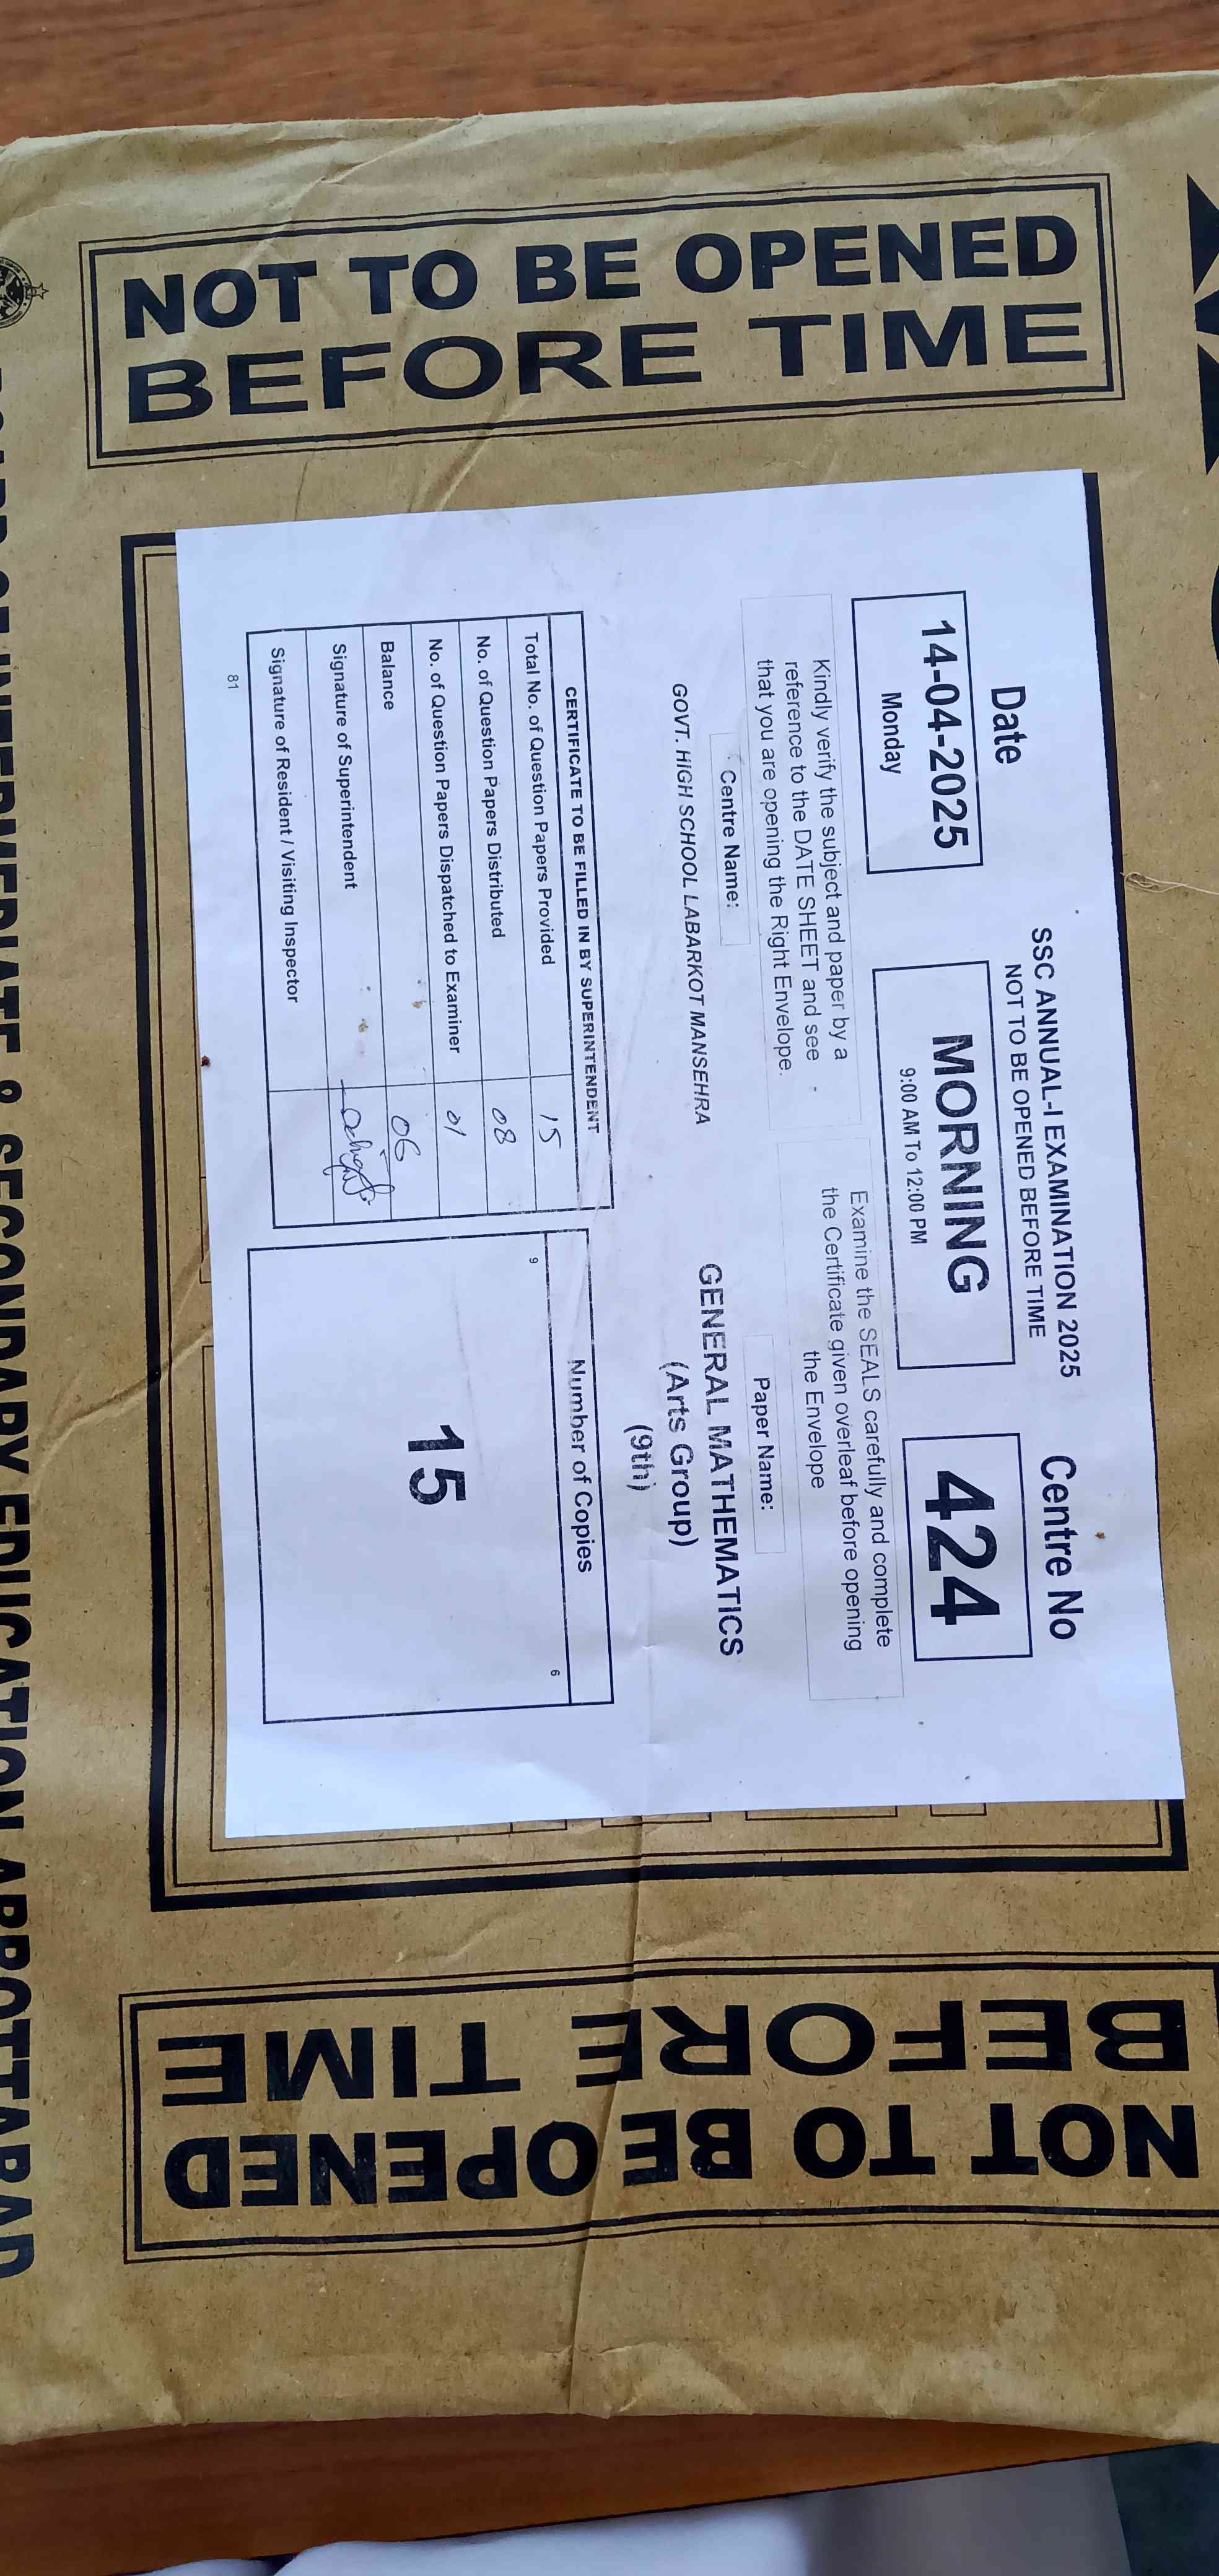 NOT TO BE OPENED
BEFORE TIME
SSC ANNUAL-I EXAMINATION 2025
NOT TO BE OPENED BEFORE TIME
Date
14-04-2025
Monday
MORNING
9:00 AM To 12:00 PM
Centre No
424
Kindly verify the subject and paper by a
reference to the DATE SHEET and see
that you are opening the Right Envelope.
Examine the SEALS carefully and complete
the Certificate given overleaf before opening
the Envelope
Centre Name:
GOVT. HIGH SCHOOL LABARKOT MANSEHRA
Paper Name:
GENERAL MATHEMATICS
(Arts Group)
(9th)
CERTIFICATE TO BE FILLED IN BY SUPERINTENDENT
Total No. of Question Papers Provided 15
No. of Question Papers Distributed 08
No. of Question Papers Dispatched to Examiner 01
Balance 06
Signature of Superintendent
Signature of Resident / Visiting Inspector
81
Number of Copies
9 6
15
NOT TO BE OPENED
BEFORE TIME
BOARD OF INTERMEDIATE & SECONDARY EDUCATION ABBOTTABAD